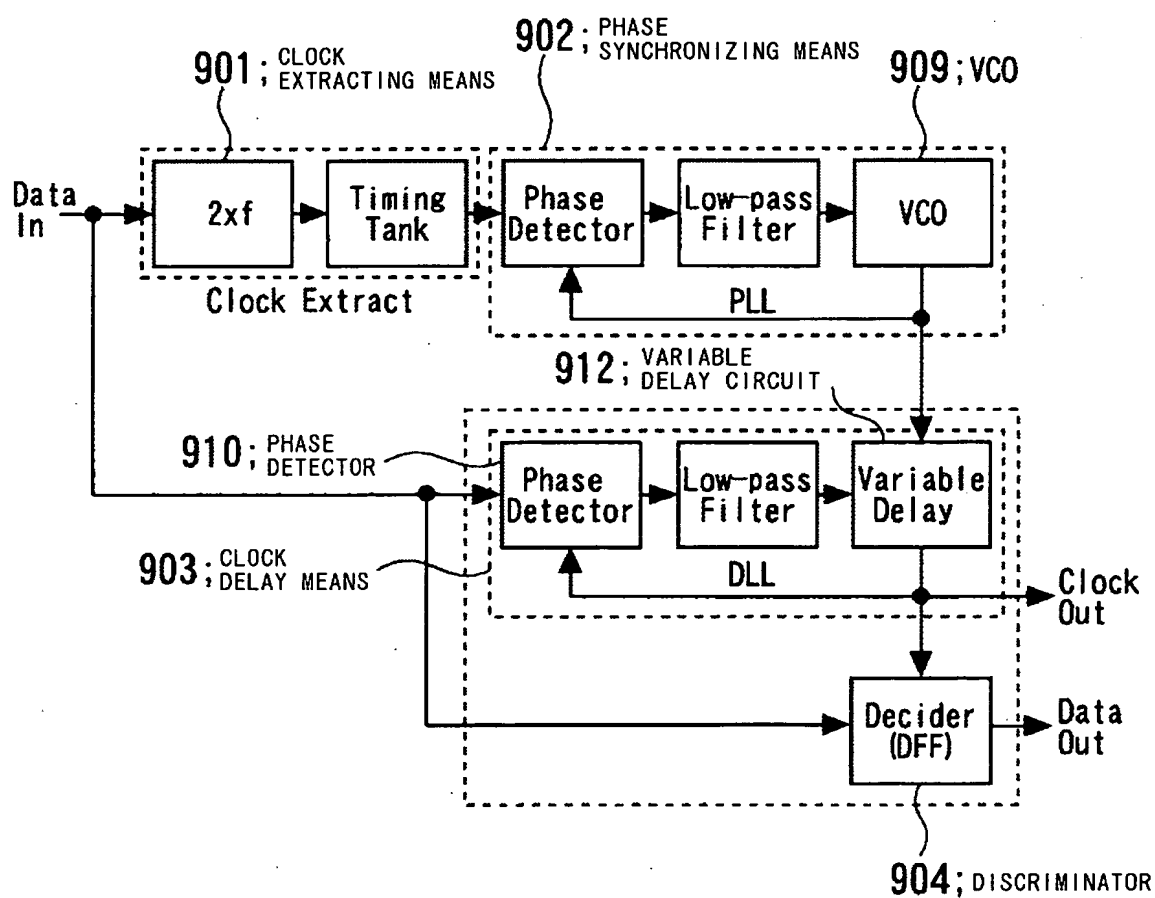 902; PHASE
SYNCHRONIZING MEANS
901; CLOCK
EXTRACTING MEANS
909; VCO
Data
In
2xf
Timing
Tank
Phase
Detector
Low-pass
Filter
VCO
Clock Extract
PLL
912; VARIABLE
DELAY CIRCUIT
910; PHASE
DETECTOR
Phase
Detector
Low-pass
Filter
Variable
Delay
903; CLOCK
DELAY MEANS
DLL
Clock
Out
Decider
(DFF)
Data
Out
904; DISCRIMINATOR